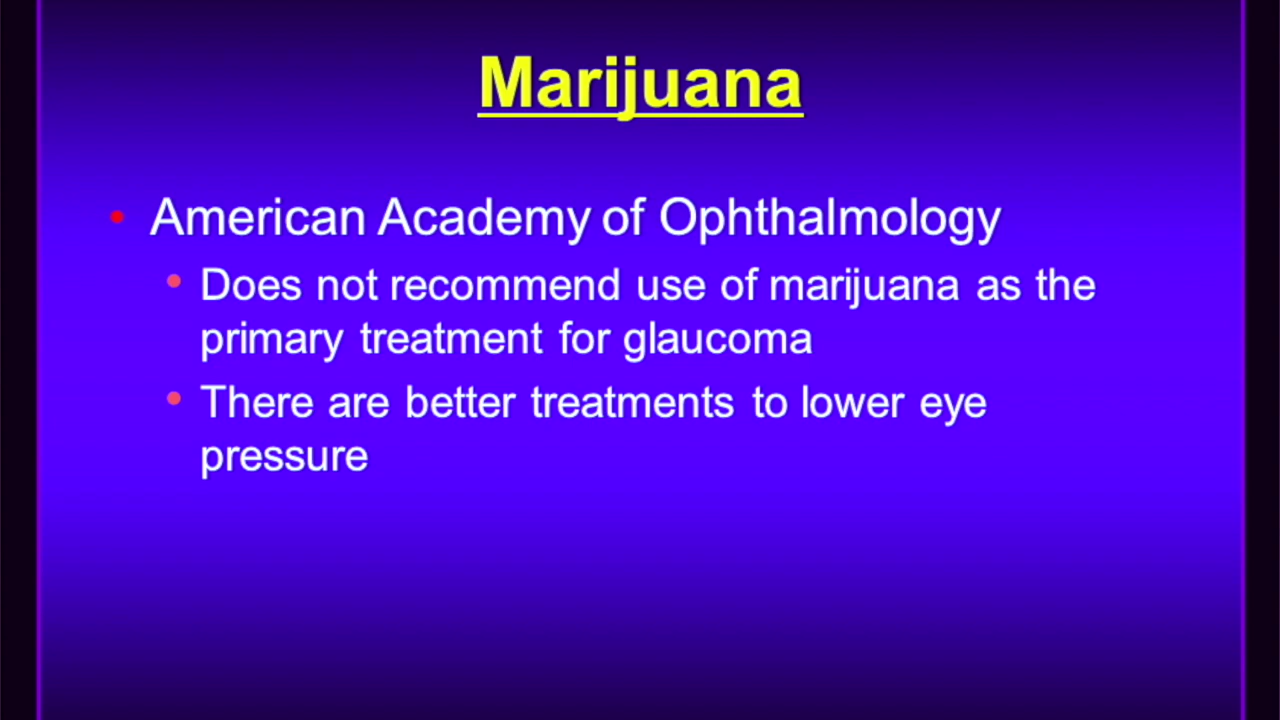 Marijuana
American Academy of Ophthalmology
Does not recommend use of marijuana as the
primary treatment for glaucoma
There are better treatments to lower eye
pressure